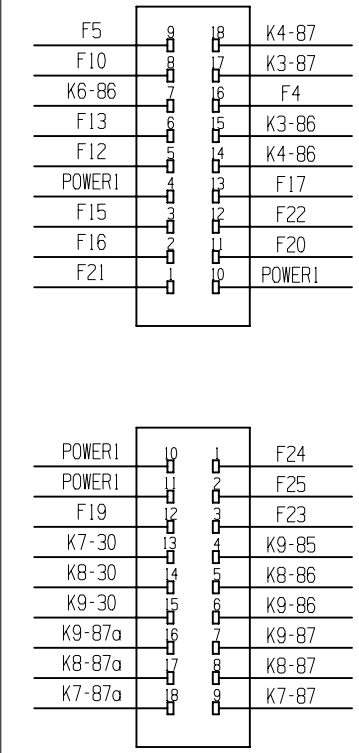 F5 9 18 K4-87
F10 8 17 K3-87
K6-86 7 16 F4
F13 6 15 K3-86
F12 5 14 K4-86
POWER1 4 13 F17
F15 3 12 F22
F16 2 11 F20
F21 1 10 POWER1
POWER1 10 1 F24
POWER1 11 2 F25
F19 12 3 F23
K7-30 13 4 K9-85
K8-30 14 5 K8-86
K9-30 15 6 K9-86
K9-87a 16 7 K9-87
K8-87a 17 8 K8-87
K7-87a 18 9 K7-87